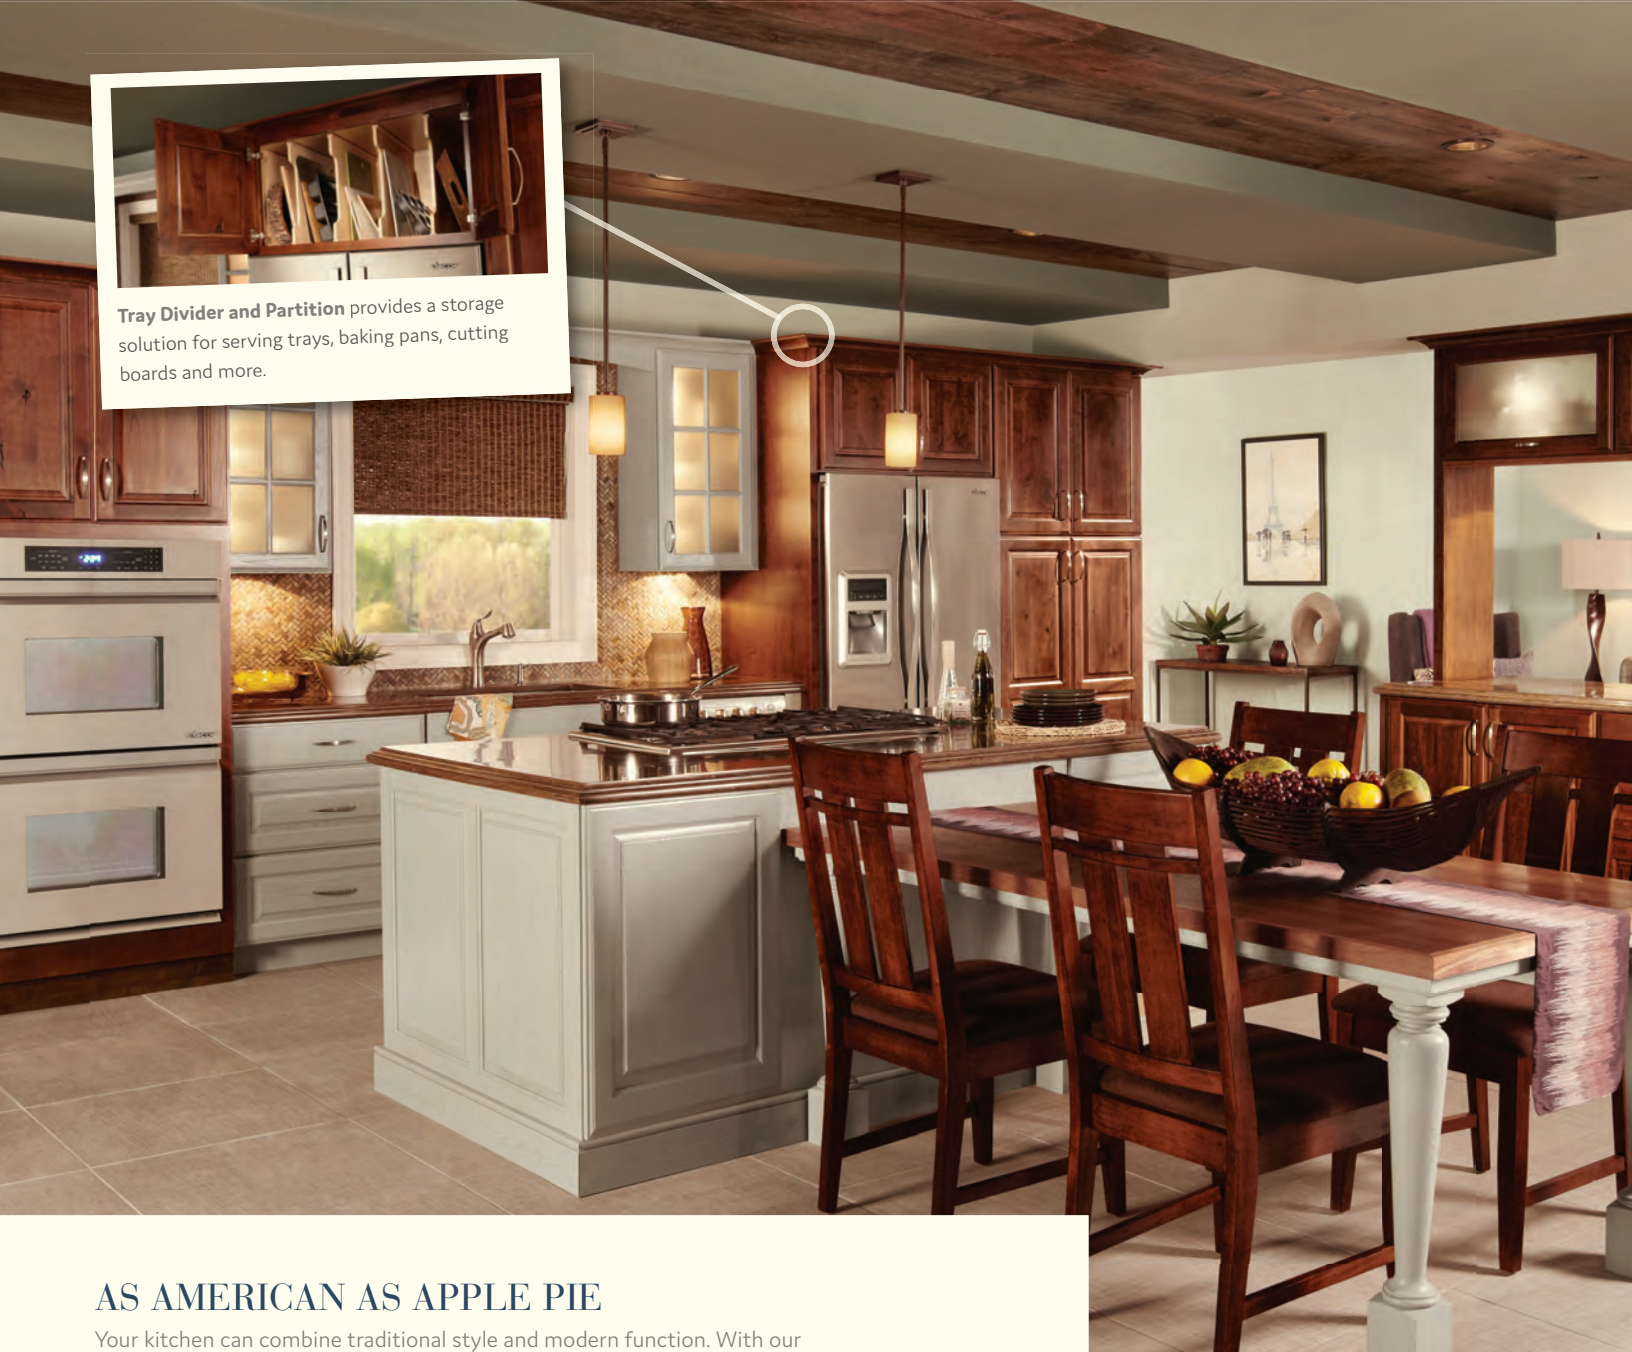 Tray Divider and Partition provides a storage
solution for serving trays, baking pans, cutting
boards and more.
AS AMERICAN AS APPLE PIE
Your kitchen can combine traditional style and modern function. With our